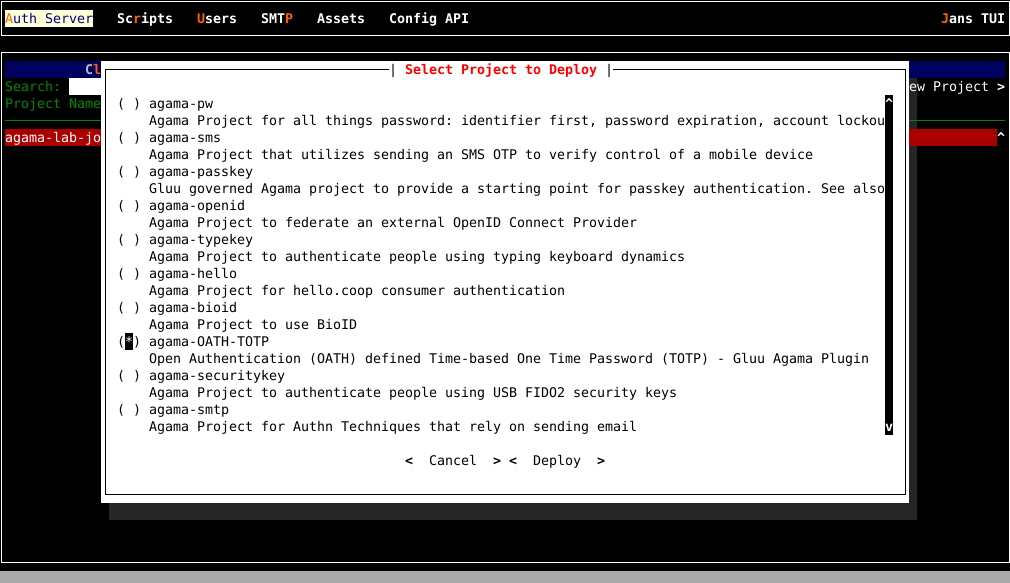 Auth Server Scripts Users SMTP Assets Config API Jans TUI
Cl | Select Project to Deploy |
Search: ew Project >
( ) agama-pw
Project Name
Agama Project for all things password: identifier first, password expiration, account lockou
agama-lab-jo ( ) agama-sms ^
Agama Project that utilizes sending an SMS OTP to verify control of a mobile device
( ) agama-passkey
Gluu governed Agama project to provide a starting point for passkey authentication. See also
( ) agama-openid
Agama Project to federate an external OpenID Connect Provider
( ) agama-typekey
Agama Project to authenticate people using typing keyboard dynamics
( ) agama-hello
Agama Project for hello.coop consumer authentication
( ) agama-bioid
Agama Project to use BioID
(*) agama-OATH-TOTP
Open Authentication (OATH) defined Time-based One Time Password (TOTP) - Gluu Agama Plugin
( ) agama-securitykey
Agama Project to authenticate people using USB FIDO2 security keys
( ) agama-smtp
Agama Project for Authn Techniques that rely on sending email
< Cancel > < Deploy >